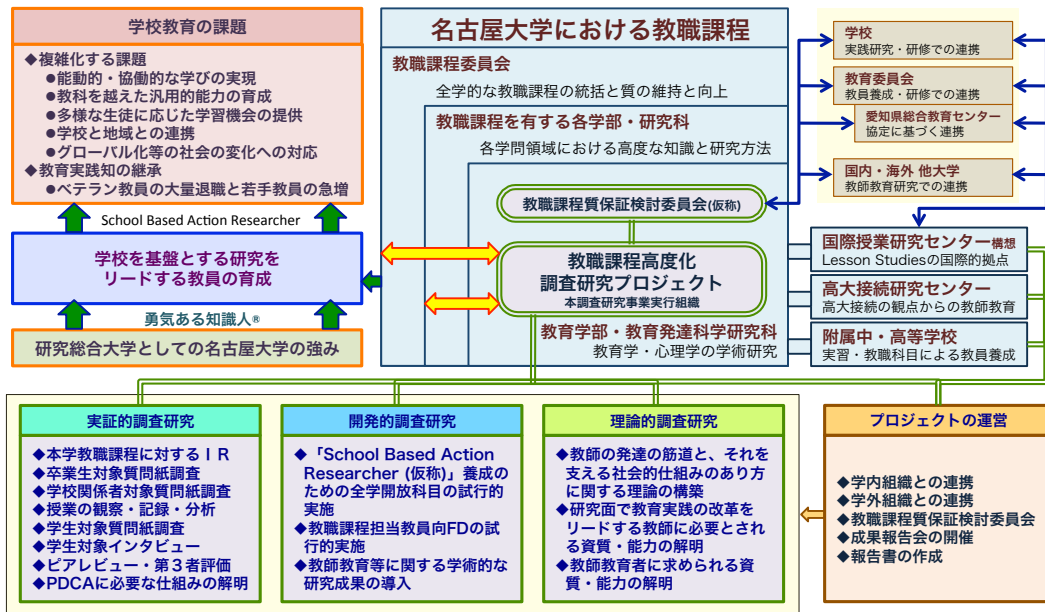 学校教育の課題
◆複雑化する課題
●能動的・協働的な学びの実現
●教科を越えた汎用的能力の育成
●多様な生徒に応じた学習機会の提供
●学校と地域との連携
●グローバル化等の社会の変化への対応
◆教育実践知の継承
●ベテラン教員の大量退職と若手教員の急増
School Based Action Researcher
学校を基盤とする研究を
リードする教員の育成
勇気ある知識人®
研究総合大学としての名古屋大学の強み
名古屋大学における教職課程
教職課程委員会
全学的な教職課程の統括と質の維持と向上
教職課程を有する各学部・研究科
各学問領域における高度な知識と研究方法
教職課程質保証検討委員会(仮称)
教職課程高度化
調査研究プロジェクト
本調査研究事業実行組織
教育学部・教育発達科学研究科
教育学・心理学の学術研究
学校
実践研究・研修での連携
教育委員会
教員養成・研修での連携
愛知県総合教育センター
協定に基づく連携
国内・海外 他大学
教師教育研究での連携
国際授業研究センター構想
Lesson Studiesの国際的拠点
高大接続研究センター
高大接続の観点からの教師教育
附属中・高等学校
実習・教職科目による教員養成
実証的調査研究
◆本学教職課程に対するＩＲ
◆卒業生対象質問紙調査
◆学校関係者対象質問紙調査
◆授業の観察・記録・分析
◆学生対象質問紙調査
◆学生対象インタビュー
◆ピアレビュー・第３者評価
◆PDCAに必要な仕組みの解明
開発的調査研究
◆「School Based Action
Researcher (仮称)」養成の
ための全学開放科目の試行的
実施
◆教職課程担当教員向FDの試
行的実施
◆教師教育等に関する学術的な
研究成果の導入
理論的調査研究
◆教師の発達の筋道と、それを
支える社会的仕組みのあり方
に関する理論の構築
◆研究面で教育実践の改革を
リードする教師に必要とされ
る資質・能力の解明
◆教師教育者に求められる資
質・能力の解明
プロジェクトの運営
◆学内組織との連携
◆学外組織との連携
◆教職課程質保証検討委員会
◆成果報告会の開催
◆報告書の作成